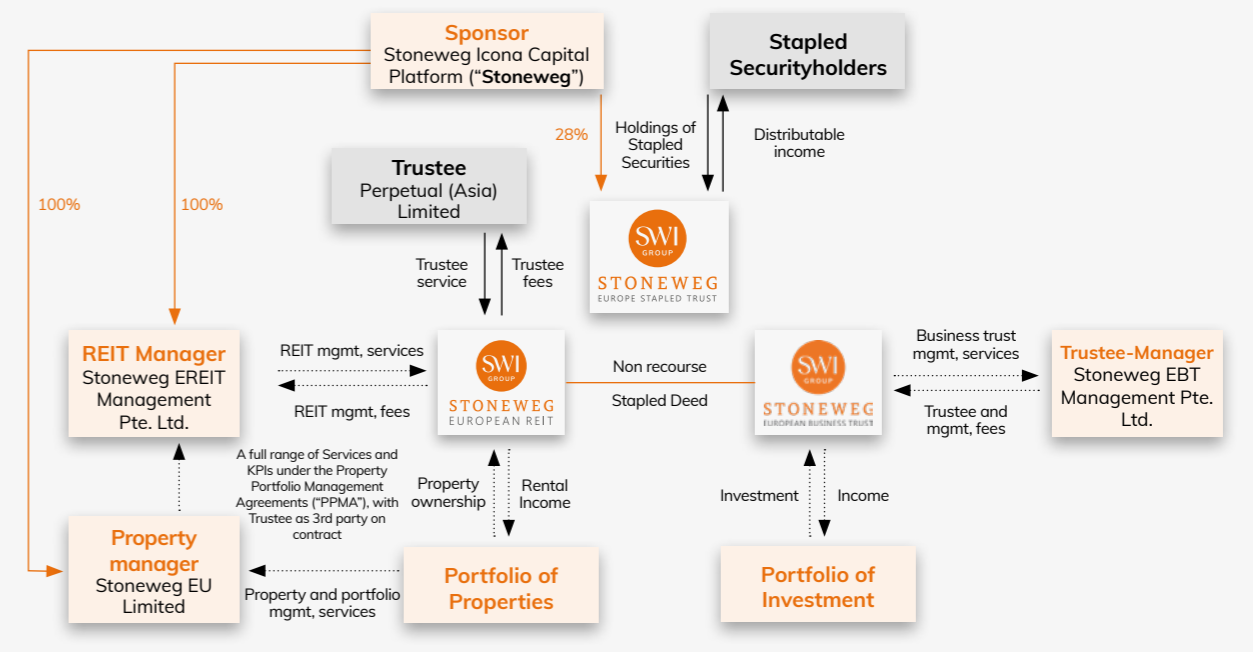 Sponsor
Stoneweg Icona Capital
Platform (“Stoneweg”)
Stapled
Securityholders
28%
Holdings of
Stapled
Securities
Distributable
income
Trustee
Perpetual (Asia)
Limited
100%
100%
SWI
GROUP
STONEWEG
EUROPE STAPLED TRUST
Trustee
service
Trustee
fees
REIT Manager
Stoneweg EREIT
Management
Pte. Ltd.
REIT mgmt, services
REIT mgmt, fees
SWI
GROUP
STONEWEG
EUROPEAN REIT
Non recourse
Stapled Deed
SWI
GROUP
STONEWEG
EUROPEAN BUSINESS TRUST
Business trust
mgmt, services
Trustee and
mgmt, fees
Trustee-Manager
Stoneweg EBT
Management Pte.
Ltd.
A full range of Services and
KPIs under the Property
Portfolio Management
Agreements (“PPMA”), with
Trustee as 3rd party on
contract
Property
ownership
Rental
Income
Investment
Income
Property
manager
Stoneweg EU
Limited
Property and portfolio
mgmt, services
Portfolio of
Properties
Portfolio of
Investment